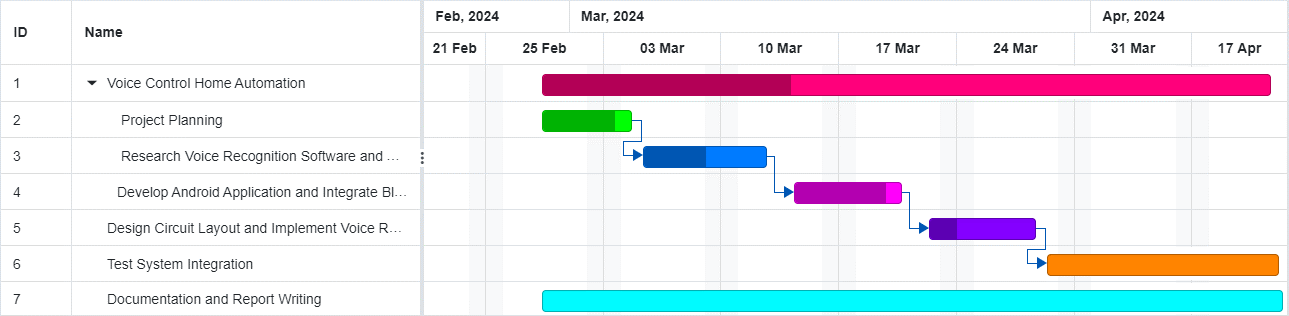 ID Name Feb, 2024 Mar, 2024 Apr, 2024
21 Feb 25 Feb 03 Mar 10 Mar 17 Mar 24 Mar 31 Mar 17 Apr
1 Voice Control Home Automation
2 Project Planning
3 Research Voice Recognition Software and ...
4 Develop Android Application and Integrate Bl...
5 Design Circuit Layout and Implement Voice R...
6 Test System Integration
7 Documentation and Report Writing